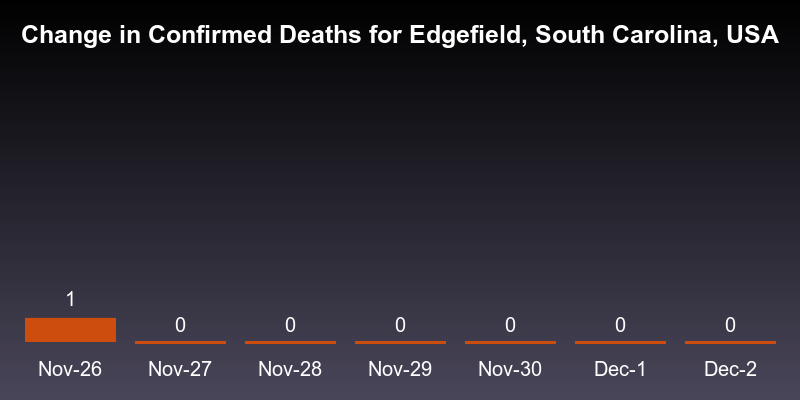 Change in Confirmed Deaths for Edgefield, South Carolina, USA
1 0 0 0 0 0 0
Nov-26 Nov-27 Nov-28 Nov-29 Nov-30 Dec-1 Dec-2